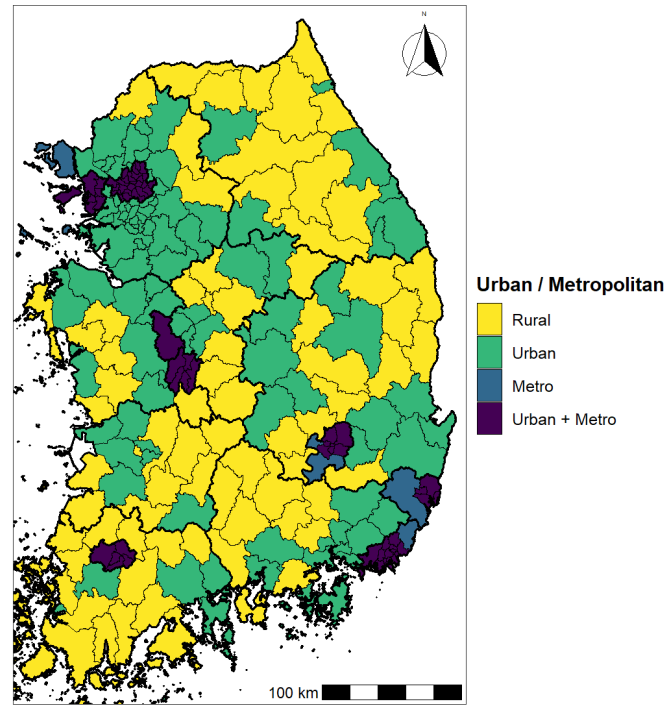 N
Urban / Metropolitan
Rural
Urban
Metro
Urban + Metro
100 km